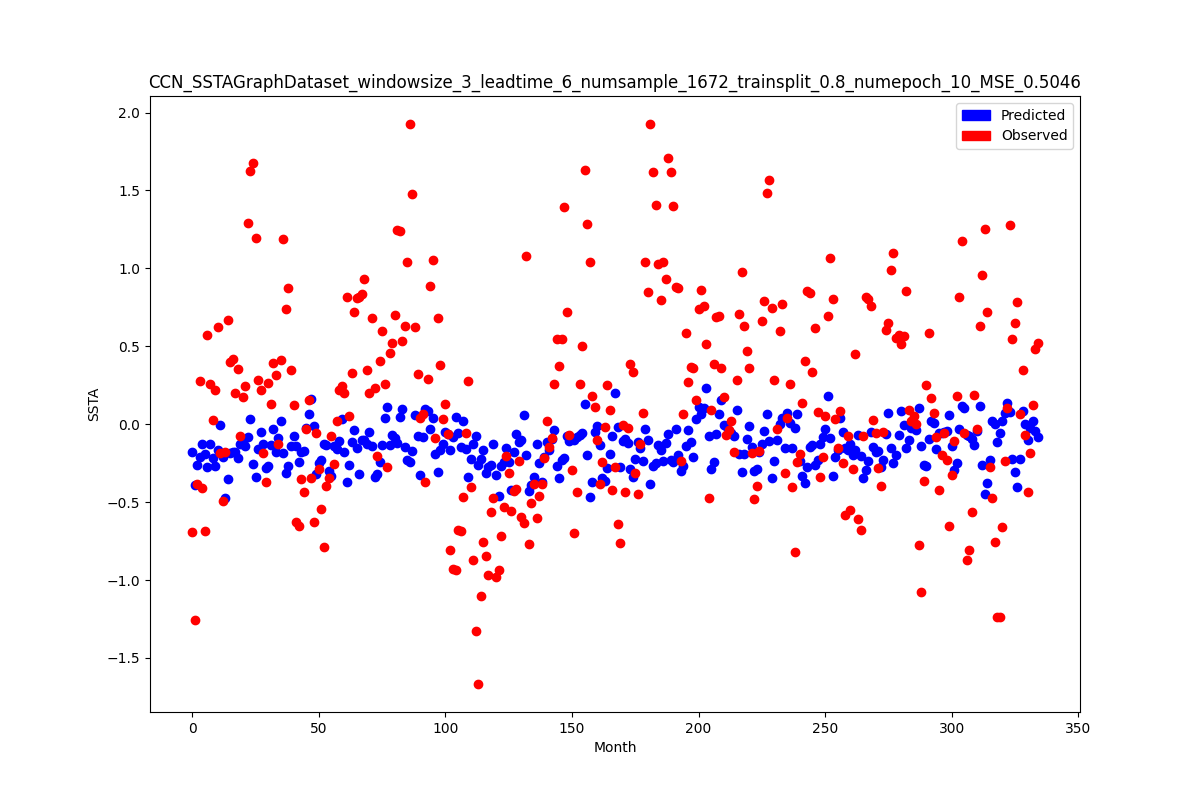 CCN_SSTAGraphDataset_windowsize_3_leadtime_6_numsample_1672_trainsplit_0.8_numepoch_10_MSE_0.5046
Predicted
Observed
2.0
1.5
1.0
0.5
0.0
−0.5
−1.0
−1.5
SSTA
0 50 100 150 200 250 300 350
Month